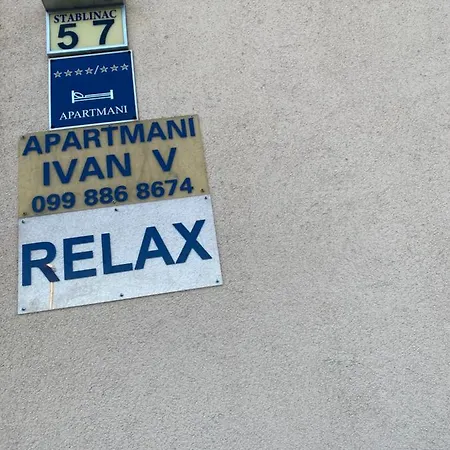 STABLINAC
57
****/***
APARTMANI
APARTMANI
IVAN V
099 886 8674
RELAX